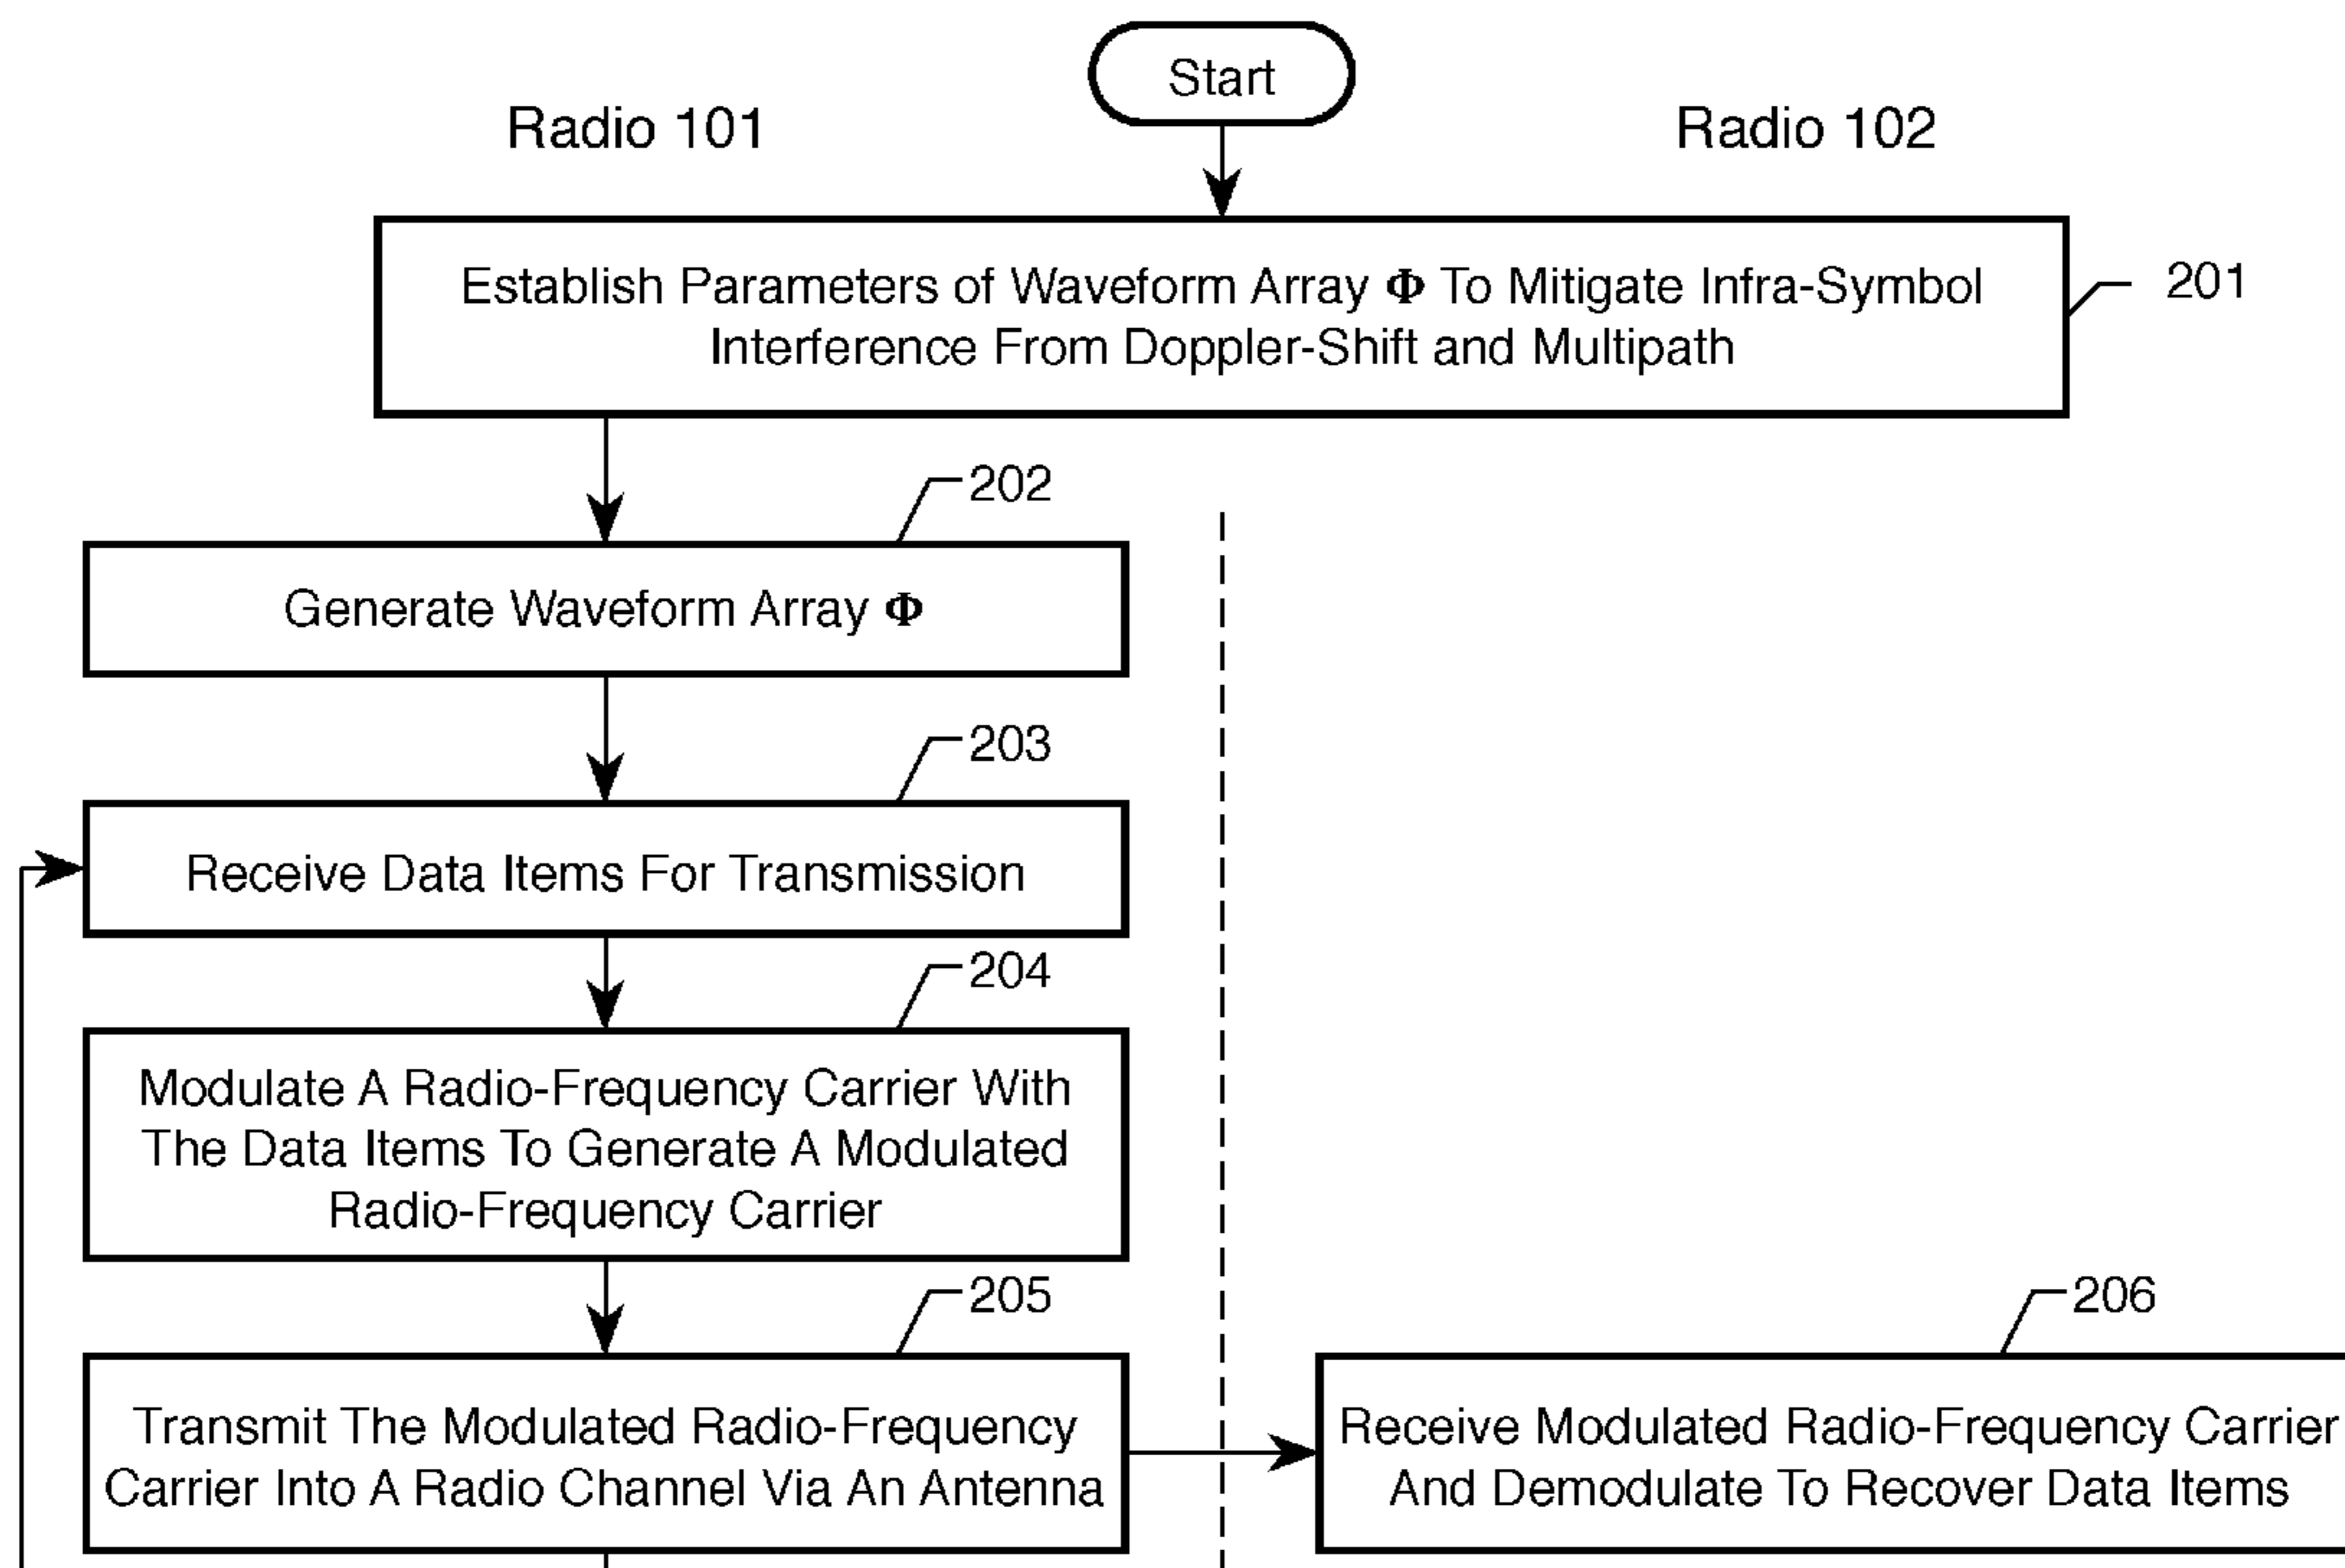 Start
Radio 101
Radio 102
Establish Parameters of Waveform Array Φ To Mitigate Infra-Symbol
Interference From Doppler-Shift and Multipath
201
202
Generate Waveform Array Φ
203
Receive Data Items For Transmission
204
Modulate A Radio-Frequency Carrier With
The Data Items To Generate A Modulated
Radio-Frequency Carrier
205
Transmit The Modulated Radio-Frequency
Carrier Into A Radio Channel Via An Antenna
206
Receive Modulated Radio-Frequency Carrier
And Demodulate To Recover Data Items